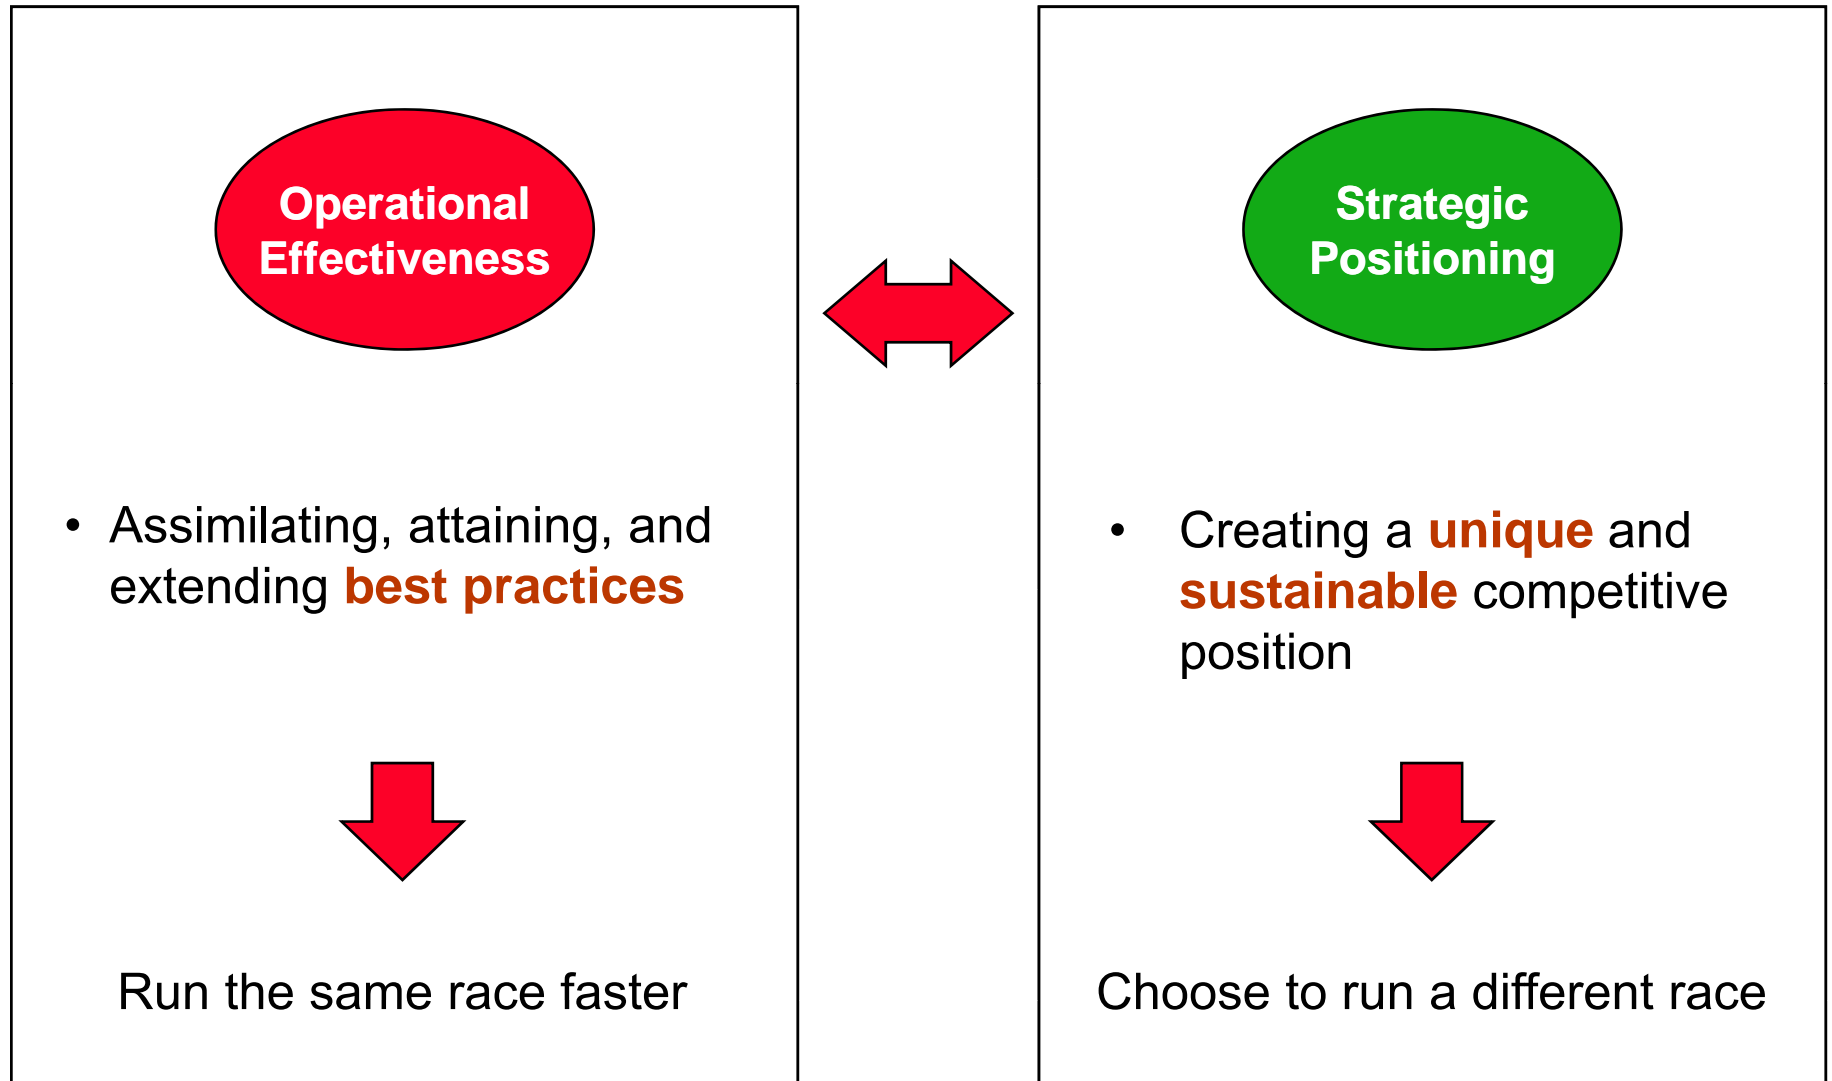 Operational
Effectiveness
• Assimilating, attaining, and
extending best practices
Run the same race faster
Strategic
Positioning
• Creating a unique and
sustainable competitive
position
Choose to run a different race